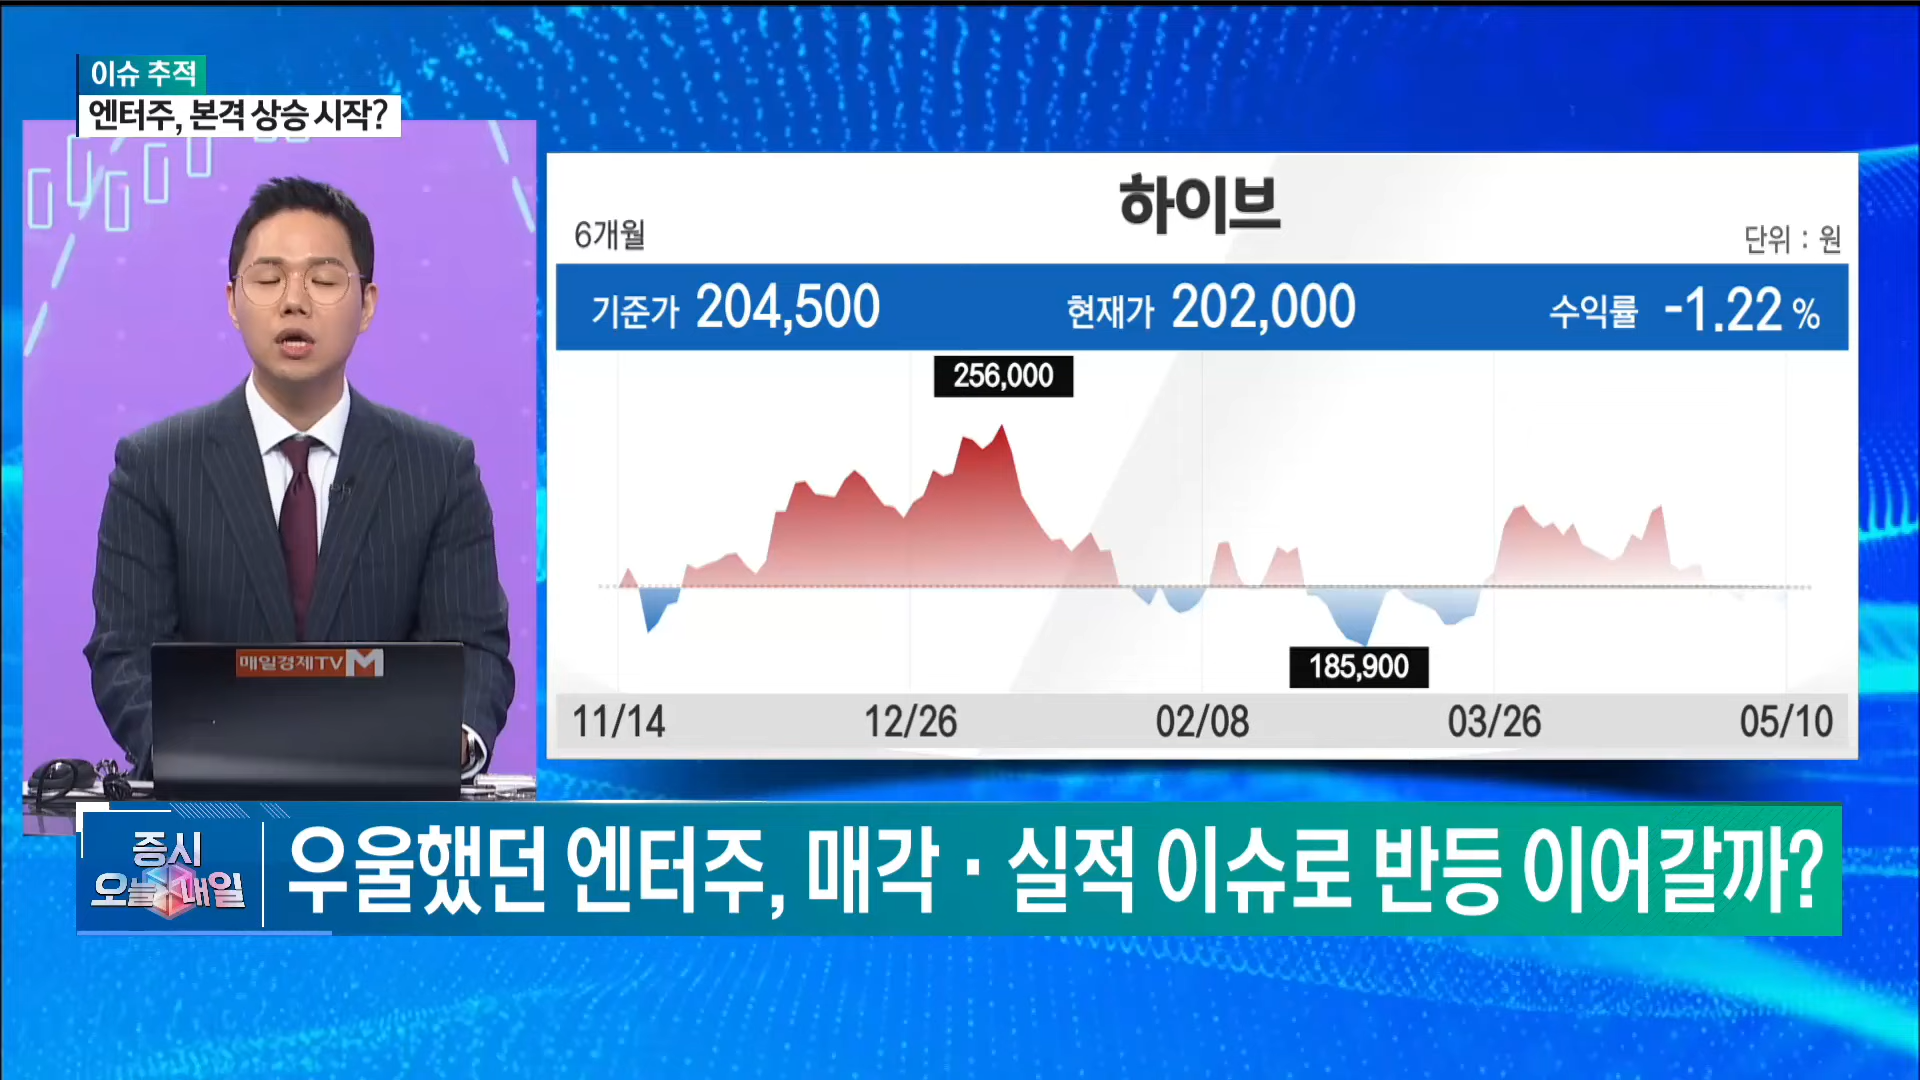 이슈 추적
엔터주, 본격 상승 시작?
하이브
6개월
단위 : 원
기준가 204,500 현재가 202,000 수익률 -1.22 %
256,000
185,900
11/14 12/26 02/08 03/26 05/10
매일경제TV M
증시
오늘 매일
우울했던 엔터주, 매각·실적 이슈로 반등 이어갈까?